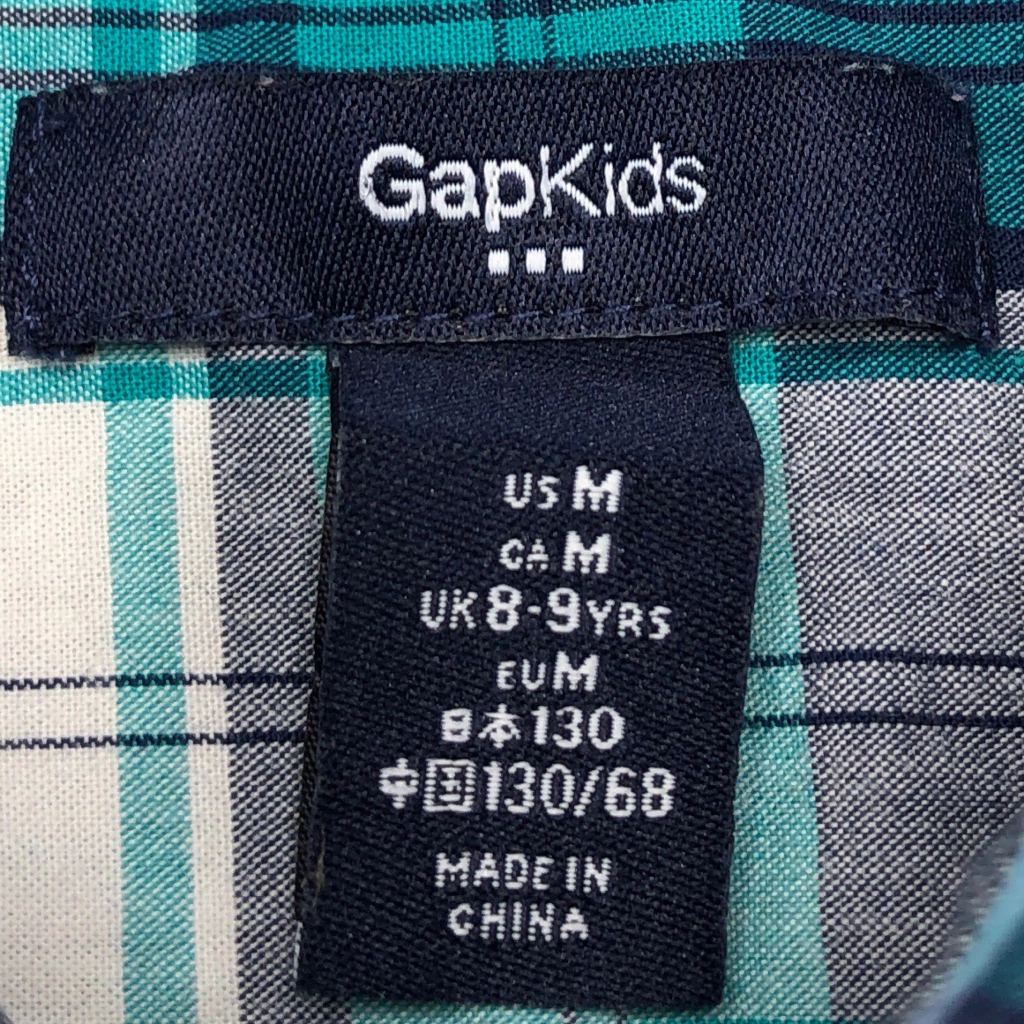 GapKids
US M
CA M
UK 8-9 YRS
EU M
日本 130
中国 130/68
MADE IN
CHINA